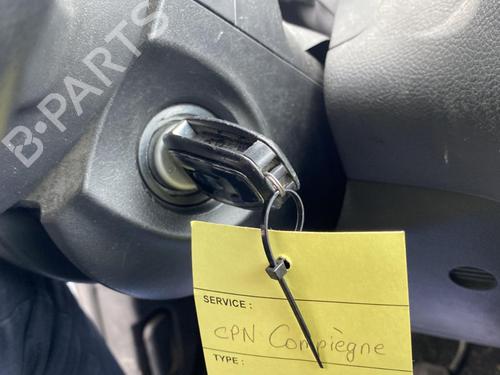 B-PARTS
SERVICE :
CPN Compiègne
TYPE :